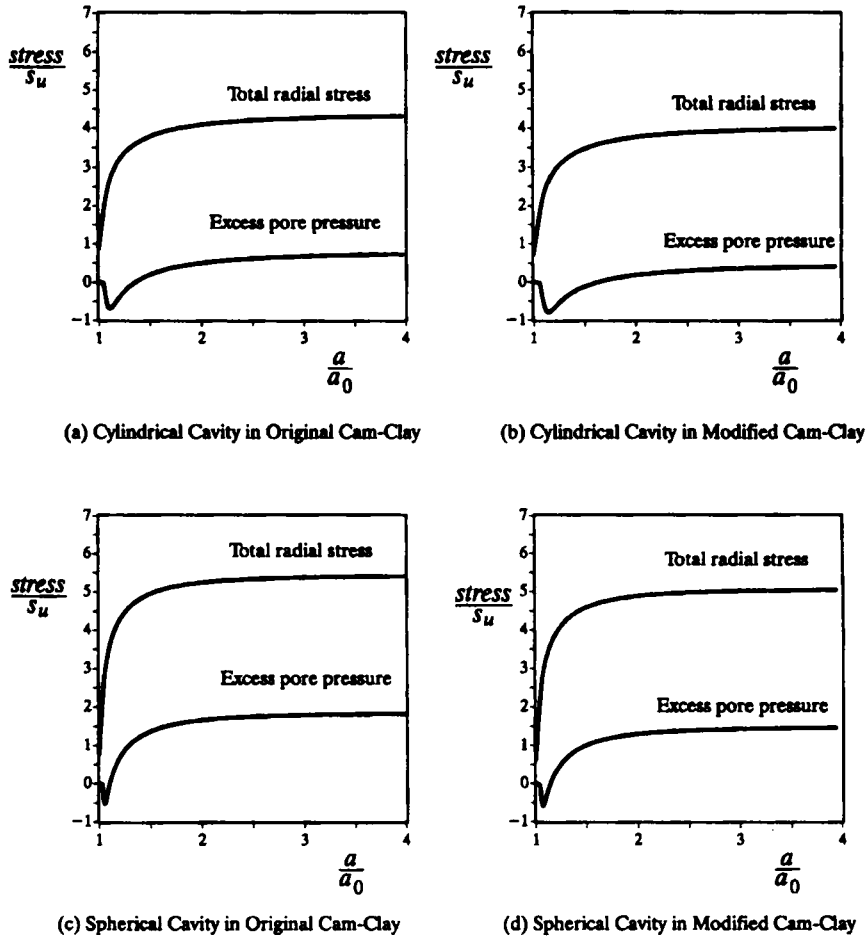 7
6
stress
s_u
5
Total radial stress
4
3
2
Excess pore pressure
1
0
−1
1 2 3 4
a
a_0
(a) Cylindrical Cavity in Original Cam-Clay
7
6
stress
s_u
5
Total radial stress
4
3
2
Excess pore pressure
1
0
−1
1 2 3 4
a
a_0
(b) Cylindrical Cavity in Modified Cam-Clay
7
6
Total radial stress
stress
s_u
5
4
3
Excess pore pressure
2
1
0
−1
1 2 3 4
a
a_0
(c) Spherical Cavity in Original Cam-Clay
7
6
Total radial stress
stress
s_u
5
4
3
2
Excess pore pressure
1
0
−1
1 2 3 4
a
a_0
(d) Spherical Cavity in Modified Cam-Clay